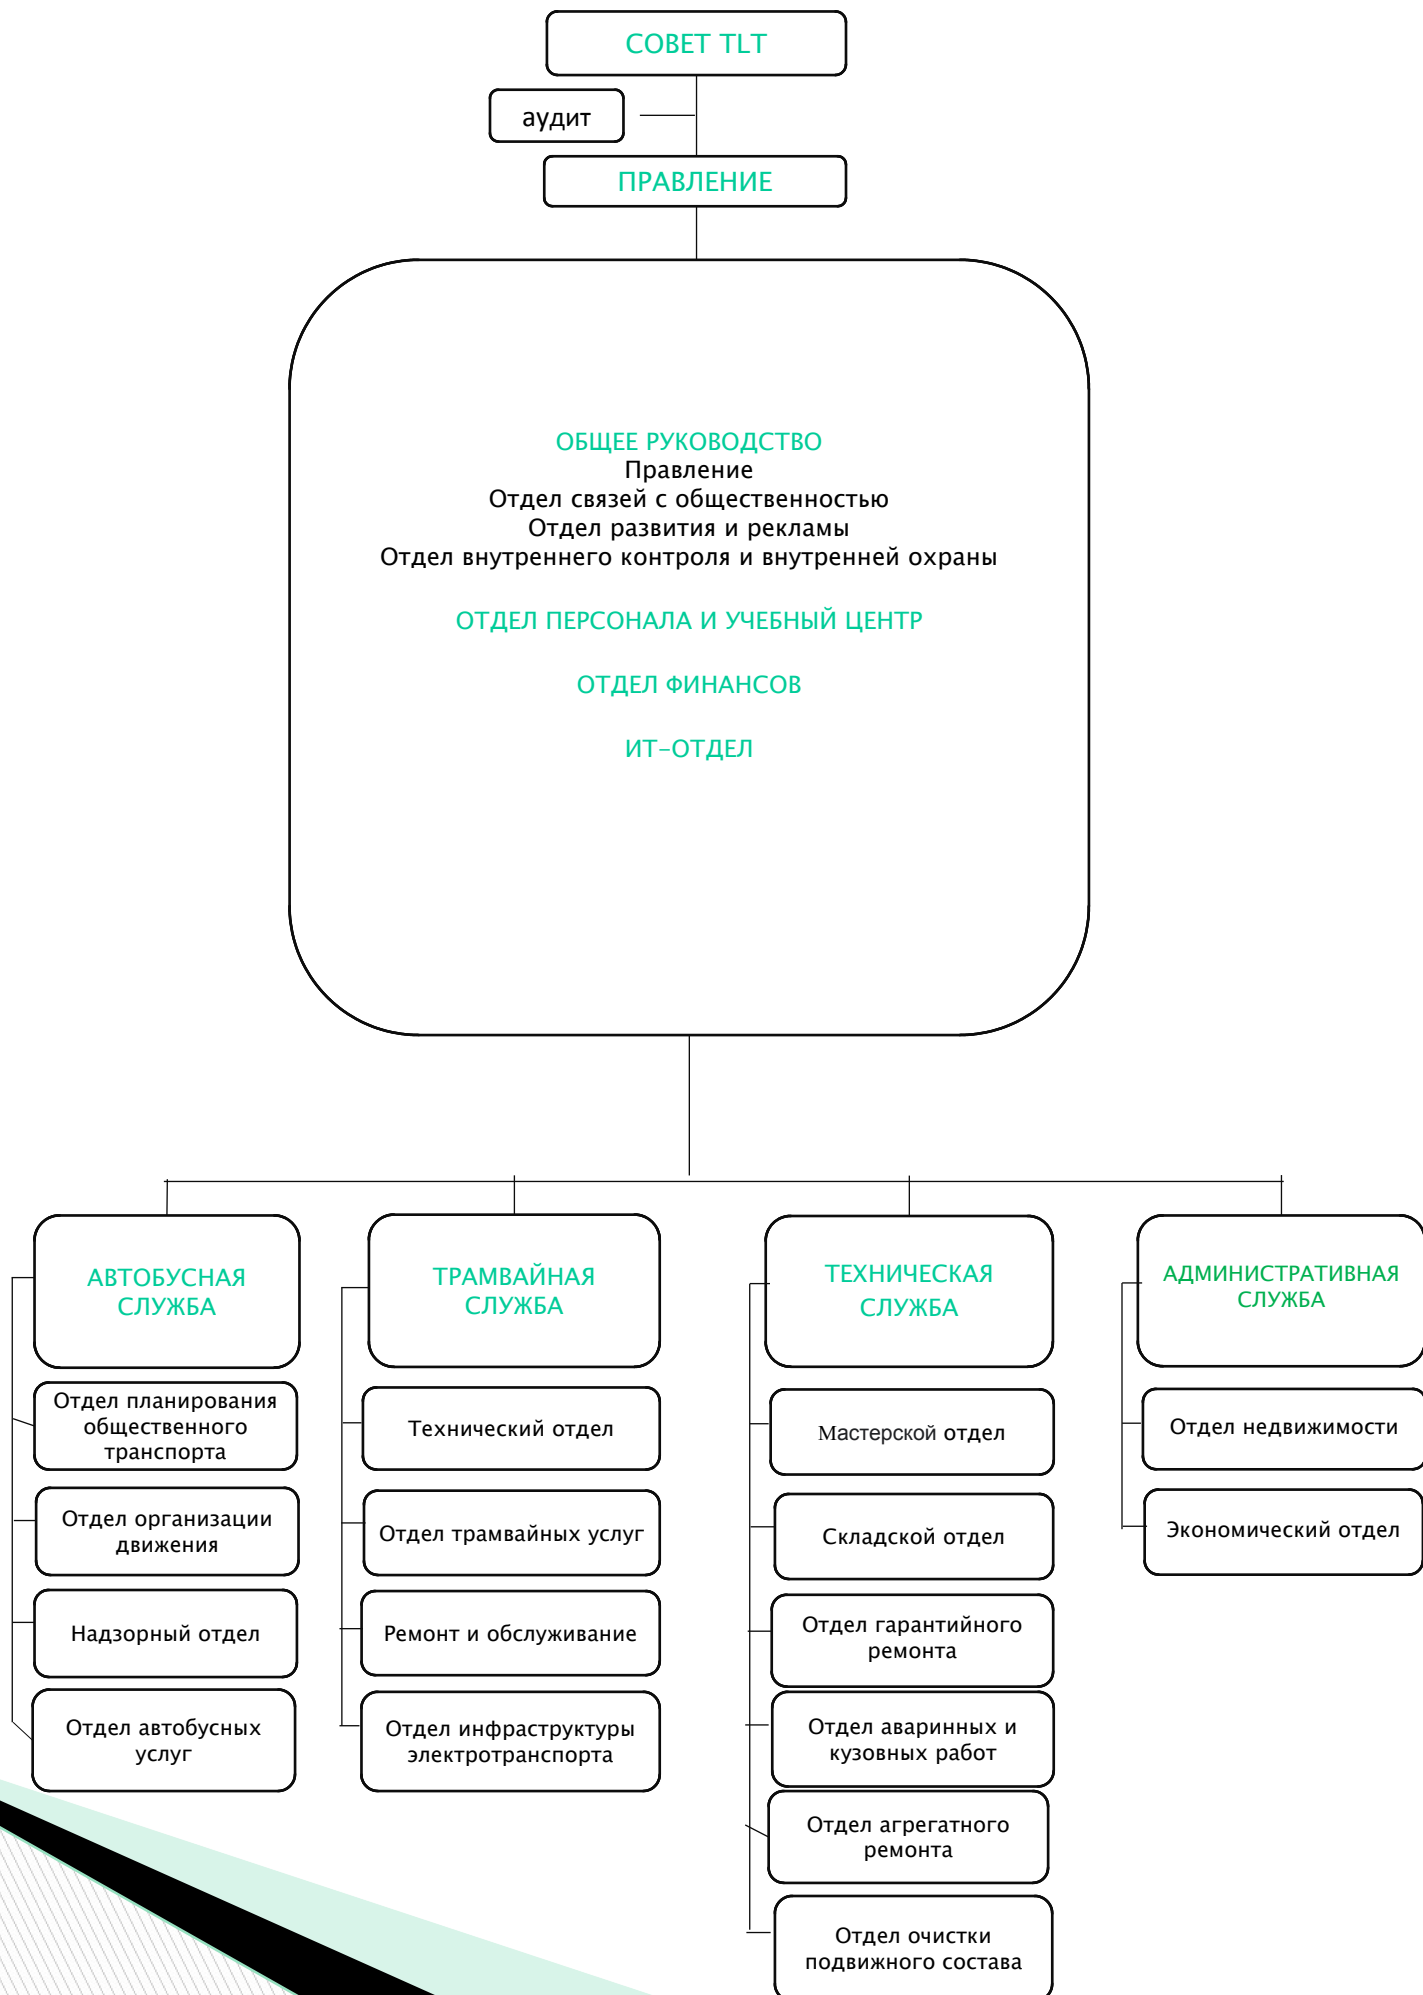 СОВЕТ TLT
аудит
ПРАВЛЕНИЕ
ОБЩЕЕ РУКОВОДСТВО
Правление
Отдел связей с общественностью
Отдел развития и рекламы
Отдел внутреннего контроля и внутренней охраны
ОТДЕЛ ПЕРСОНАЛА И УЧЕБНЫЙ ЦЕНТР
ОТДЕЛ ФИНАНСОВ
ИТ-ОТДЕЛ
АВТОБУСНАЯ
СЛУЖБА
Отдел планирования
общественного
транспорта
Отдел организации
движения
Надзорный отдел
Отдел автобусных
услуг
ТРАМВАЙНАЯ
СЛУЖБА
Технический отдел
Отдел трамвайных услуг
Ремонт и обслуживание
Отдел инфраструктуры
электротранспорта
ТЕХНИЧЕСКАЯ
СЛУЖБА
Мастерской отдел
Складской отдел
Отдел гарантийного
ремонта
Отдел аваринных и
кузовных работ
Отдел агрегатного
ремонта
Отдел очистки
подвижного состава
АДМИНИСТРАТИВНАЯ
СЛУЖБА
Отдел недвижимости
Экономический отдел